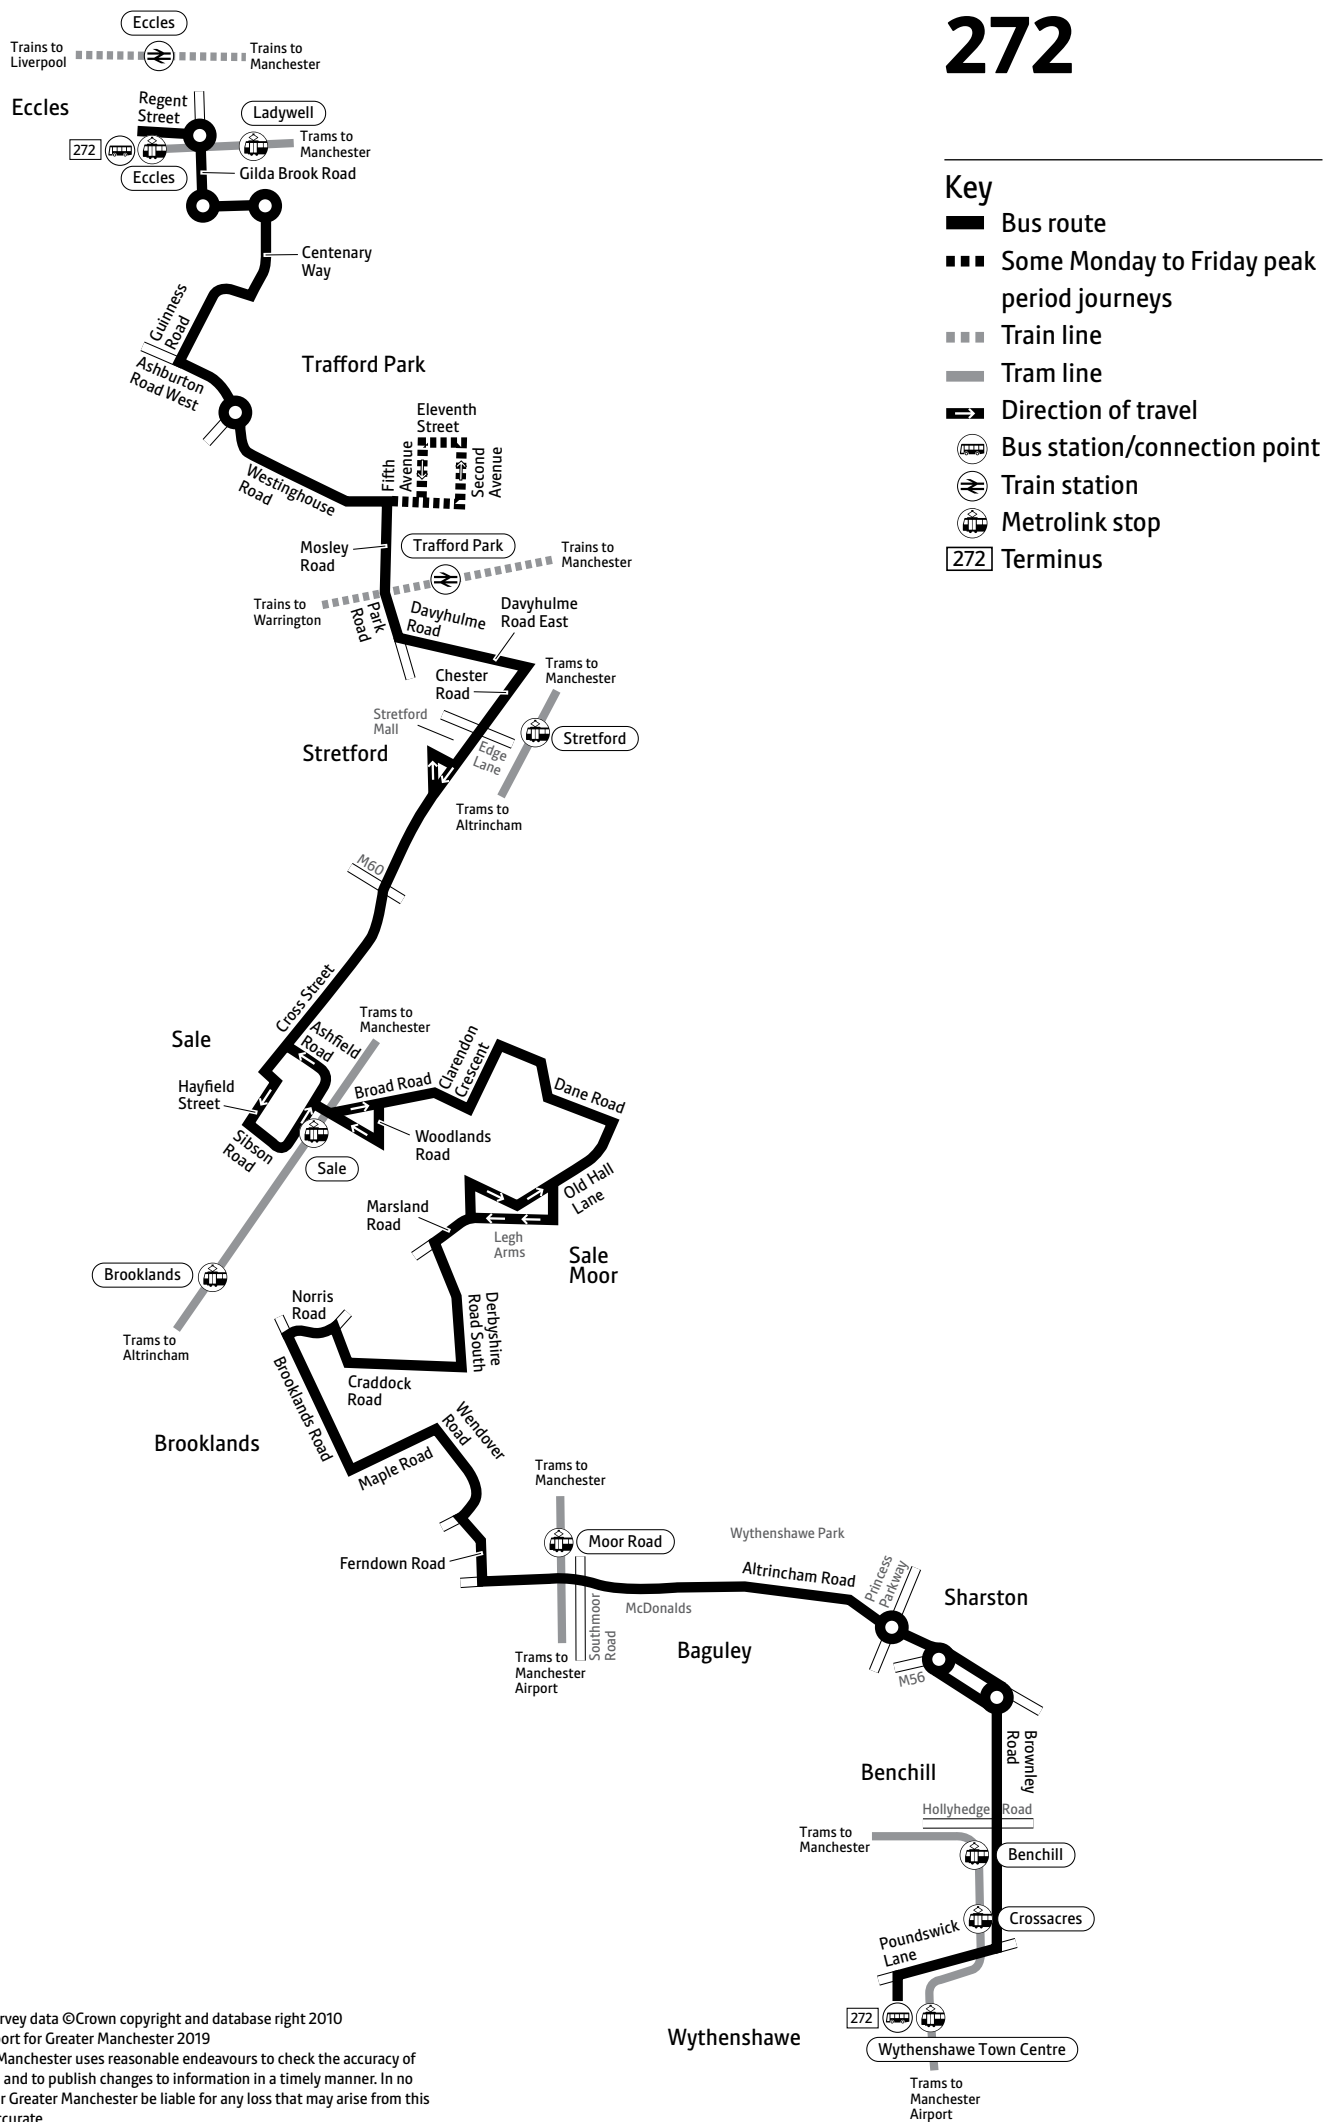 272
Key
Bus route
Some Monday to Friday peak
period journeys
Train line
Tram line
Direction of travel
Bus station/connection point
Train station
Metrolink stop
272 Terminus
Eccles
Trains to
Liverpool
Trains to
Manchester
Eccles
Regent
Street
Ladywell
Trams to
Manchester
272
Eccles
Gilda Brook Road
Centenary
Way
Guinness
Road
Ashburton
Road West
Trafford Park
Eleventh
Street
Fifth
Avenue
Second
Avenue
Westinghouse
Road
Mosley
Road
Trafford Park
Trains to
Manchester
Trains to
Warrington
Park
Road
Davyhulme
Road
Davyhulme
Road East
Chester
Road
Trams to
Manchester
Stretford
Mall
Stretford
Edge
Lane
Stretford
Trams to
Altrincham
M60
Cross Street
Sale
Ashfield
Road
Trams to
Manchester
Hayfield
Street
Sibson
Road
Sale
Broad Road
Clarendon
Crescent
Woodlands
Road
Dane Road
Old Hall
Lane
Marsland
Road
Legh
Arms
Sale
Moor
Brooklands
Trams to
Altrincham
Norris
Road
Derbyshire
Road South
Craddock
Road
Brooklands Road
Brooklands
Maple Road
Wendover
Road
Ferndown Road
Trams to
Manchester
Moor Road
Southmoor
Road
Trams to
Manchester
Airport
Wythenshawe Park
McDonalds
Altrincham Road
Baguley
Princess
Parkway
Sharston
M56
Brownley
Road
Benchill
Hollyhedge Road
Trams to
Manchester
Benchill
Crossacres
Poundswick
Lane
272
Wythenshawe
Wythenshawe Town Centre
Trams to
Manchester
Airport
rvey data ©Crown copyright and database right 2010
ort for Greater Manchester 2019
Manchester uses reasonable endeavours to check the accuracy of
and to publish changes to information in a timely manner. In no
r Greater Manchester be liable for any loss that may arise from this
curate